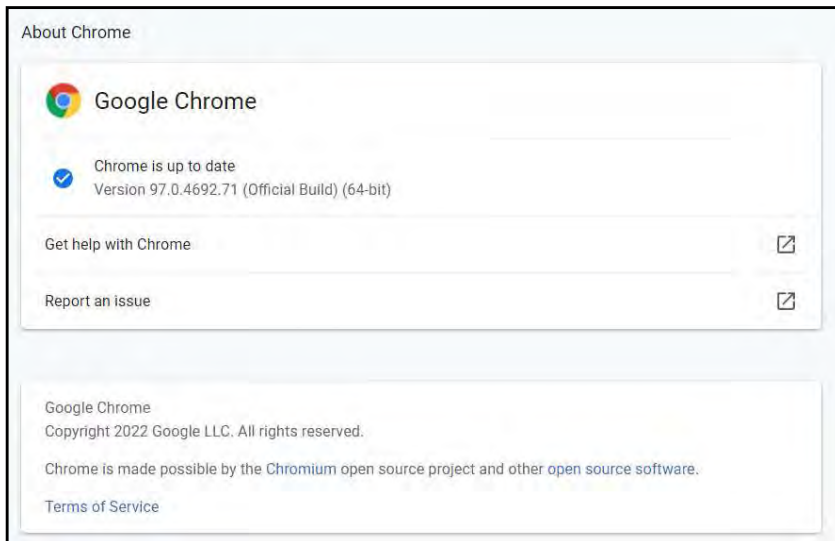 About Chrome
Google Chrome
Chrome is up to date
Version 97.0.4692.71 (Official Build) (64-bit)
Get help with Chrome
Report an issue
Google Chrome
Copyright 2022 Google LLC. All rights reserved.
Chrome is made possible by the Chromium open source project and other open source software.
Terms of Service